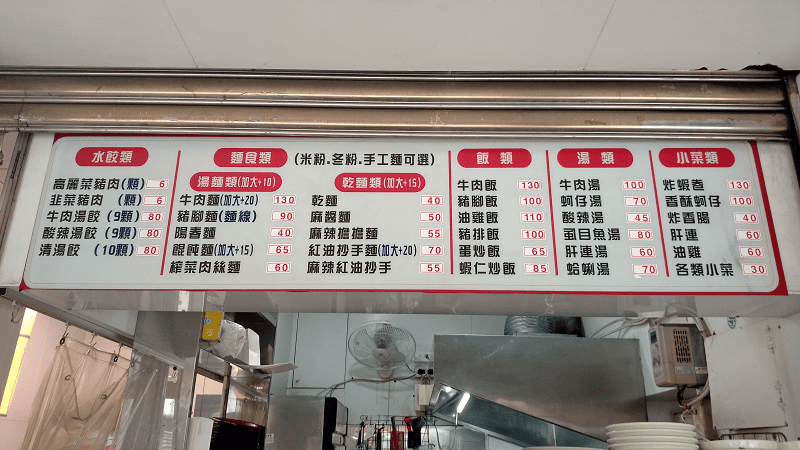 水餃類
高麗菜豬肉(顆) 6
韭菜豬肉 (顆) 6
牛肉湯餃 (9顆) 80
酸辣湯餃 (9顆) 80
清湯餃 (10顆) 80
麵食類 (米粉.冬粉.手工麵可選)
湯麵類(加大+10)
牛肉麵(加大+20) 130
豬腳麵(麵線) 90
陽春麵 40
餛飩麵(加大+15) 65
榨菜肉絲麵 60
乾麵類(加大+15)
乾麵 40
麻醬麵 50
麻辣擔擔麵 55
紅油抄手麵(加大+20) 70
麻辣紅油抄手 55
飯類
牛肉飯 130
豬腳飯 100
油雞飯 110
豬排飯 100
蛋炒飯 65
蝦仁炒飯 85
湯類
牛肉湯 100
蚵仔湯 70
酸辣湯 45
虱目魚湯 80
肝連湯 60
蛤蜊湯 70
小菜類
炸蝦卷 130
香酥蚵仔 100
炸香腸 40
肝連 60
油雞 60
各類小菜 30